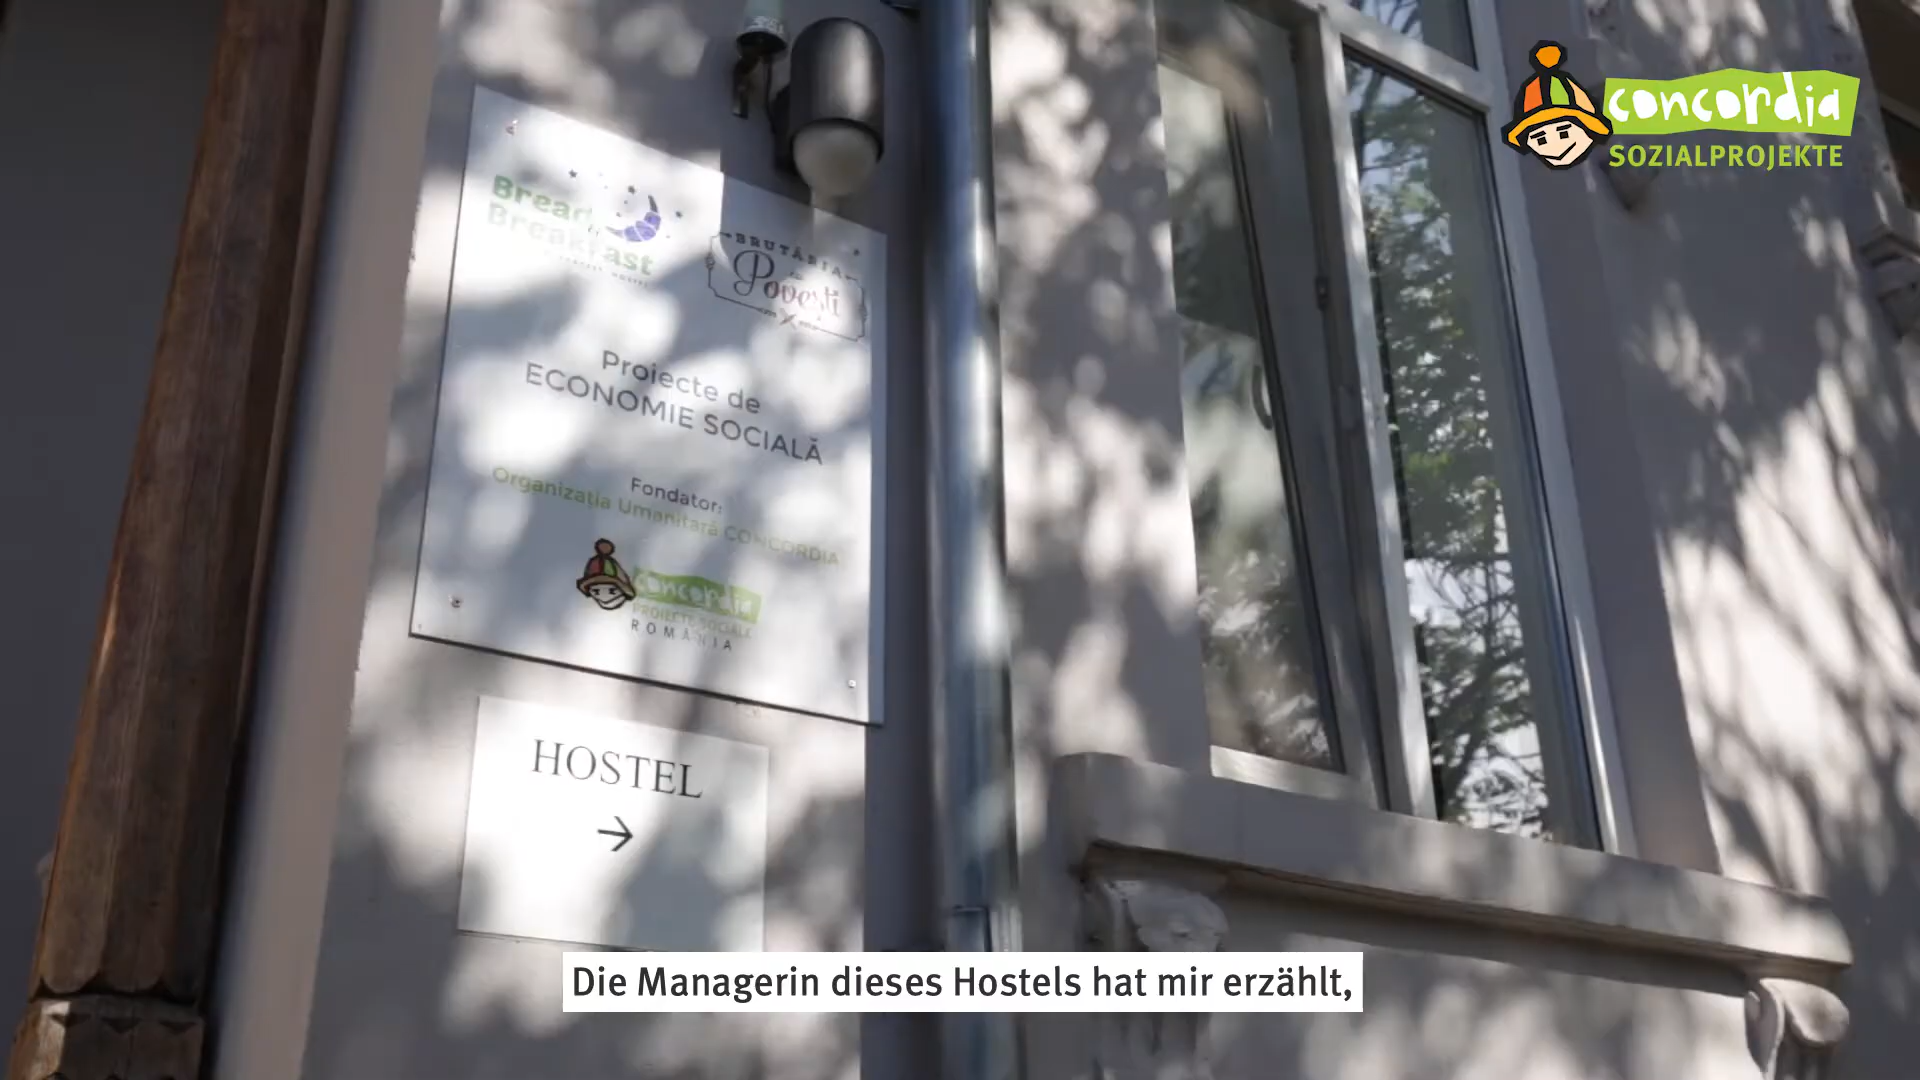 concordia
SOZIALPROJEKTE
Bread
Breakfast
BRUTĂRIA
Povești
Proiecte de
ECONOMIE SOCIALĂ
Fondator:
Organizația Umanitară CONCORDIA
concordia
PROIECTE SOCIALE
ROMÂNIA
HOSTEL
→
Die Managerin dieses Hostels hat mir erzählt,